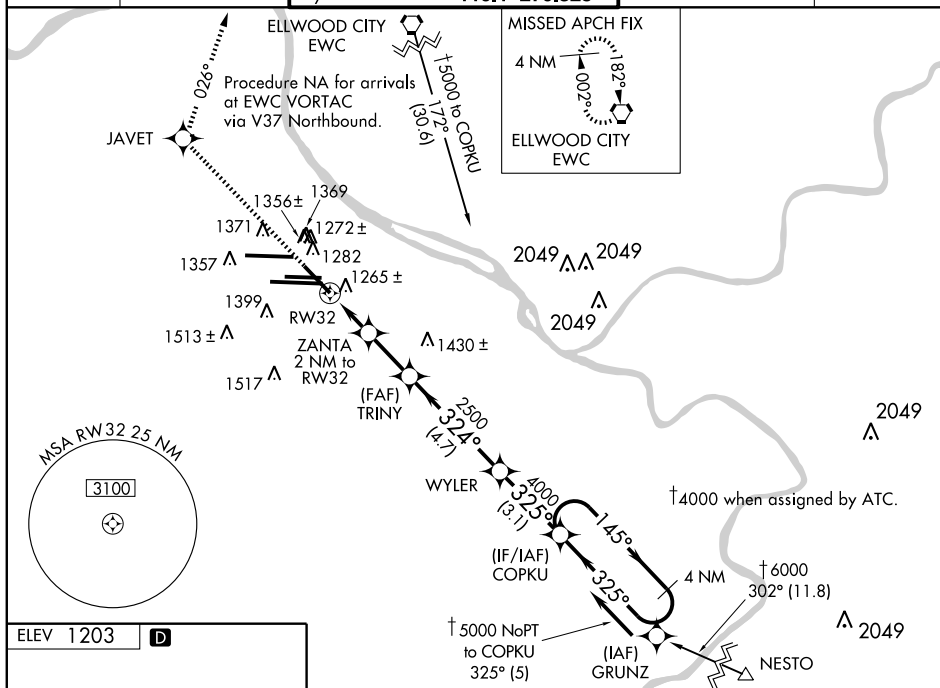 ELLWOOD CITY
EWC
MISSED APCH FIX
4 NM
182°
002°
ELLWOOD CITY
EWC
026°
Procedure NA for arrivals
at EWC VORTAC
via V37 Northbound.
†5000 to COPKU
172°
(30.6)
JAVET
1369
1356 ±
1371
1272 ±
1282
1357
1265 ±
1399
RW32
1513 ±
ZANTA
2 NM to
RW32
1430 ±
1517
(FAF)
TRINY
2049
2049
2049
2500
324°
(4.7)
2049
MSA RW32 25 NM
3100
WYLER
4000
325°
(3.1)
†4000 when assigned by ATC.
(IF/IAF)
COPKU
145°
325°
4 NM
†6000
302° (11.8)
†5000 NoPT
to COPKU
325° (5)
(IAF)
GRUNZ
NESTO
2049
ELEV 1203
D